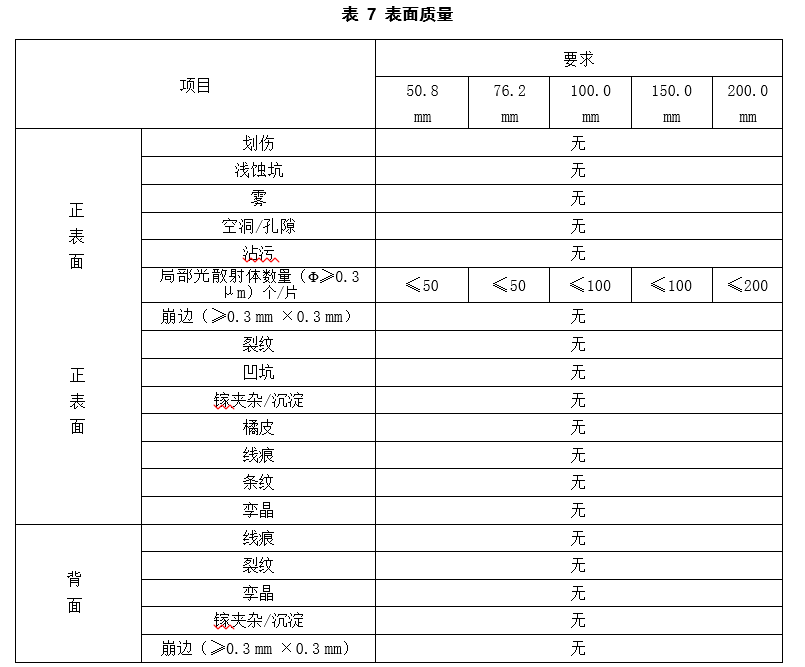 表 7 表面质量
项目
要求
50.8
mm
76.2
mm
100.0
mm
150.0
mm
200.0
mm
正
表
面
划伤
无
浅蚀坑
无
雾
无
空洞/孔隙
无
沾污
无
局部光散射体数量（Φ≥0.3
μm）个/片
≤50
≤50
≤100
≤100
≤200
正
表
面
崩边（≥0.3 mm ×0.3 mm）
无
裂纹
无
凹坑
无
镓夹杂/沉淀
无
橘皮
无
线痕
无
条纹
无
孪晶
无
背
面
线痕
无
裂纹
无
孪晶
无
镓夹杂/沉淀
无
崩边（≥0.3 mm ×0.3 mm）
无